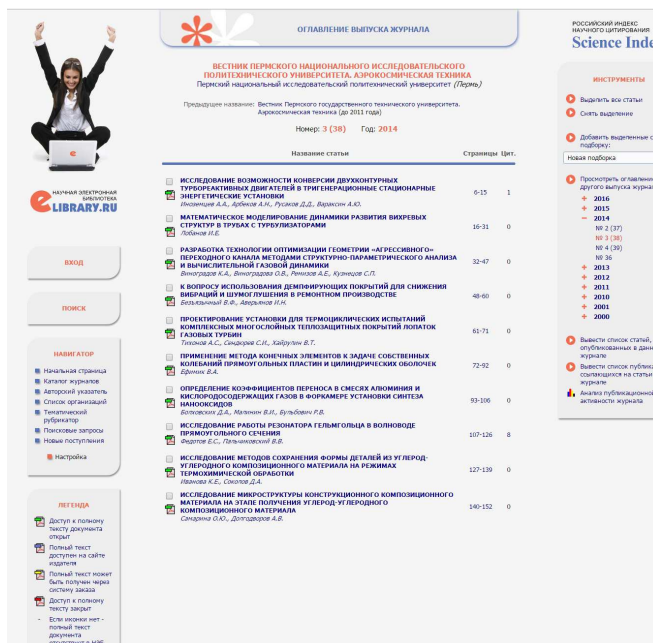 ОГЛАВЛЕНИЕ ВЫПУСКА ЖУРНАЛА
ВЕСТНИК ПЕРМСКОГО НАЦИОНАЛЬНОГО ИССЛЕДОВАТЕЛЬСКОГО
ПОЛИТЕХНИЧЕСКОГО УНИВЕРСИТЕТА. АЭРОКОСМИЧЕСКАЯ ТЕХНИКА
Пермский национальный исследовательский политехнический университет (Пермь)
Предыдущее название: Вестник Пермского государственного технического университета.
Аэрокосмическая техника (до 2011 года)
Номер: 3 (38) Год: 2014
Название статьи Страницы Цит.
ИССЛЕДОВАНИЕ ВОЗМОЖНОСТИ КОНВЕРСИИ ДВУХКОНТУРНЫХ
ТУРБОРЕАКТИВНЫХ ДВИГАТЕЛЕЙ В ТРИГЕНЕРАЦИОННЫЕ СТАЦИОНАРНЫЕ
ЭНЕРГЕТИЧЕСКИЕ УСТАНОВКИ
Иноземцев А.А., Арбеков А.Н., Русаков Д.Д., Вараксин А.Ю.
6-15 1
МАТЕМАТИЧЕСКОЕ МОДЕЛИРОВАНИЕ ДИНАМИКИ РАЗВИТИЯ ВИХРЕВЫХ
СТРУКТУР В ТРУБАХ С ТУРБУЛИЗАТОРАМИ
Лобанов И.Е.
16-31 0
РАЗРАБОТКА ТЕХНОЛОГИИ ОПТИМИЗАЦИИ ГЕОМЕТРИИ «АГРЕССИВНОГО»
ПЕРЕХОДНОГО КАНАЛА МЕТОДАМИ СТРУКТУРНО-ПАРАМЕТРИЧЕСКОГО АНАЛИЗА
И ВЫЧИСЛИТЕЛЬНОЙ ГАЗОВОЙ ДИНАМИКИ
Виноградов К.А., Виноградова О.В., Ремизов А.Е., Кузнецов С.П.
32-47 0
К ВОПРОСУ ИСПОЛЬЗОВАНИЯ ДЕМПФИРУЮЩИХ ПОКРЫТИЙ ДЛЯ СНИЖЕНИЯ
ВИБРАЦИЙ И ШУМОГЛУШЕНИЯ В РЕМОНТНОМ ПРОИЗВОДСТВЕ
Безъязычный В.Ф., Аверьянов И.Н.
48-60 0
ПРОЕКТИРОВАНИЕ УСТАНОВКИ ДЛЯ ТЕРМОЦИКЛИЧЕСКИХ ИСПЫТАНИЙ
КОМПЛЕКСНЫХ МНОГОСЛОЙНЫХ ТЕПЛОЗАЩИТНЫХ ПОКРЫТИЙ ЛОПАТОК
ГАЗОВЫХ ТУРБИН
Тихонов А.С., Сендюрев С.И., Хайрулин В.Т.
61-71 0
ПРИМЕНЕНИЕ МЕТОДА КОНЕЧНЫХ ЭЛЕМЕНТОВ К ЗАДАЧЕ СОБСТВЕННЫХ
КОЛЕБАНИЙ ПРЯМОУГОЛЬНЫХ ПЛАСТИН И ЦИЛИНДРИЧЕСКИХ ОБОЛОЧЕК
Ефимик В.А.
72-92 0
ОПРЕДЕЛЕНИЕ КОЭФФИЦИЕНТОВ ПЕРЕНОСА В СМЕСЯХ АЛЮМИНИЯ И
КИСЛОРОДОСОДЕРЖАЩИХ ГАЗОВ В ФОРКАМЕРЕ УСТАНОВКИ СИНТЕЗА
НАНООКСИДОВ
Волковских Д.А., Малинин В.И., Бульбович Р.В.
93-106 0
ИССЛЕДОВАНИЕ РАБОТЫ РЕЗОНАТОРА ГЕЛЬМГОЛЬЦА В ВОЛНОВОДЕ
ПРЯМОУГОЛЬНОГО СЕЧЕНИЯ
Федотов Е.С., Пальчиковский В.В.
107-126 8
ИССЛЕДОВАНИЕ МЕТОДОВ СОХРАНЕНИЯ ФОРМЫ ДЕТАЛЕЙ ИЗ УГЛЕРОД-
УГЛЕРОДНОГО КОМПОЗИЦИОННОГО МАТЕРИАЛА НА РЕЖИМАХ
ТЕРМОХИМИЧЕСКОЙ ОБРАБОТКИ
Иванова К.Е., Соколов Д.А.
127-139 0
ИССЛЕДОВАНИЕ МИКРОСТРУКТУРЫ КОНСТРУКЦИОННОГО КОМПОЗИЦИОННОГО
МАТЕРИАЛА НА ЭТАПЕ ПОЛУЧЕНИЯ УГЛЕРОД-УГЛЕРОДНОГО
КОМПОЗИЦИОННОГО МАТЕРИАЛА
Самарина О.Ю., Долгодворов А.В.
140-152 0
НАУЧНАЯ ЭЛЕКТРОННАЯ
БИБЛИОТЕКА
eLIBRARY.RU
ВХОД
ПОИСК
НАВИГАТОР
Начальная страница
Каталог журналов
Авторский указатель
Список организаций
Тематический
рубрикатор
Поисковые запросы
Новые поступления
Настройка
ЛЕГЕНДА
Доступ к полному
тексту документа
открыт
Полный текст
доступен на сайте
издателя
Полный текст может
быть получен через
систему заказа
Доступ к полному
тексту закрыт
- Если иконки нет -
полный текст
документа
РОССИЙСКИЙ ИНДЕКС
НАУЧНОГО ЦИТИРОВАНИЯ
Science Inde
ИНСТРУМЕНТЫ
Выделить все статьи
Снять выделение
Добавить выделенные с
подборку:
Новая подборка
Просмотреть оглавлени
другого выпуска журна
+ 2016
+ 2015
− 2014
№ 2 (37)
№ 3 (38)
№ 4 (39)
№ 36
+ 2013
+ 2012
+ 2011
+ 2010
+ 2001
+ 2000
Вывести список статей,
опубликованных в данн
журнале
Вывести список публика
ссылающихся на статьи
журнале
Анализ публикационной
активности журнала